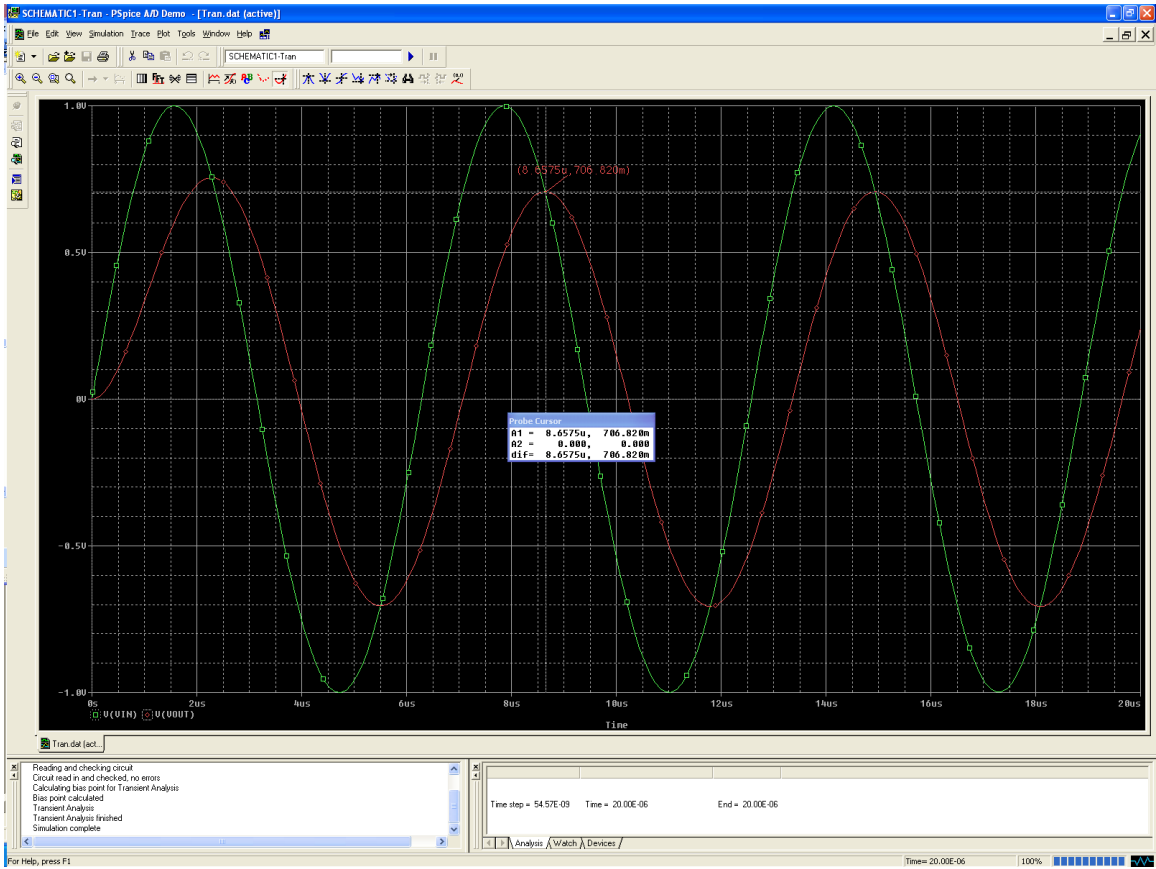 SCHEMATIC1-Tran - PSpice A/D Demo - [Tran.dat (active)]
File Edit View Simulation Trace Plot Tools Window Help
SCHEMATIC1-Tran
1.0V
(8.6575u,706.820m)
0.5V
0V
Probe Cursor
A1 = 8.6575u, 706.820m
A2 = 0.000, 0.000
dif= 8.6575u, 706.820m
-0.5V
-1.0V
0s 2us 4us 6us 8us 10us 12us 14us 16us 18us 20us
V(VIN) V(VOUT)
Time
Tran.dat (act...
Reading and checking circuit
Circuit read in and checked, no errors
Calculating bias point for Transient Analysis
Bias point calculated
Transient Analysis
Transient Analysis finished
Simulation complete
Time step = 54.57E-09 Time = 20.00E-06 End = 20.00E-06
Analysis Watch Devices
For Help, press F1
Time= 20.00E-06 100%